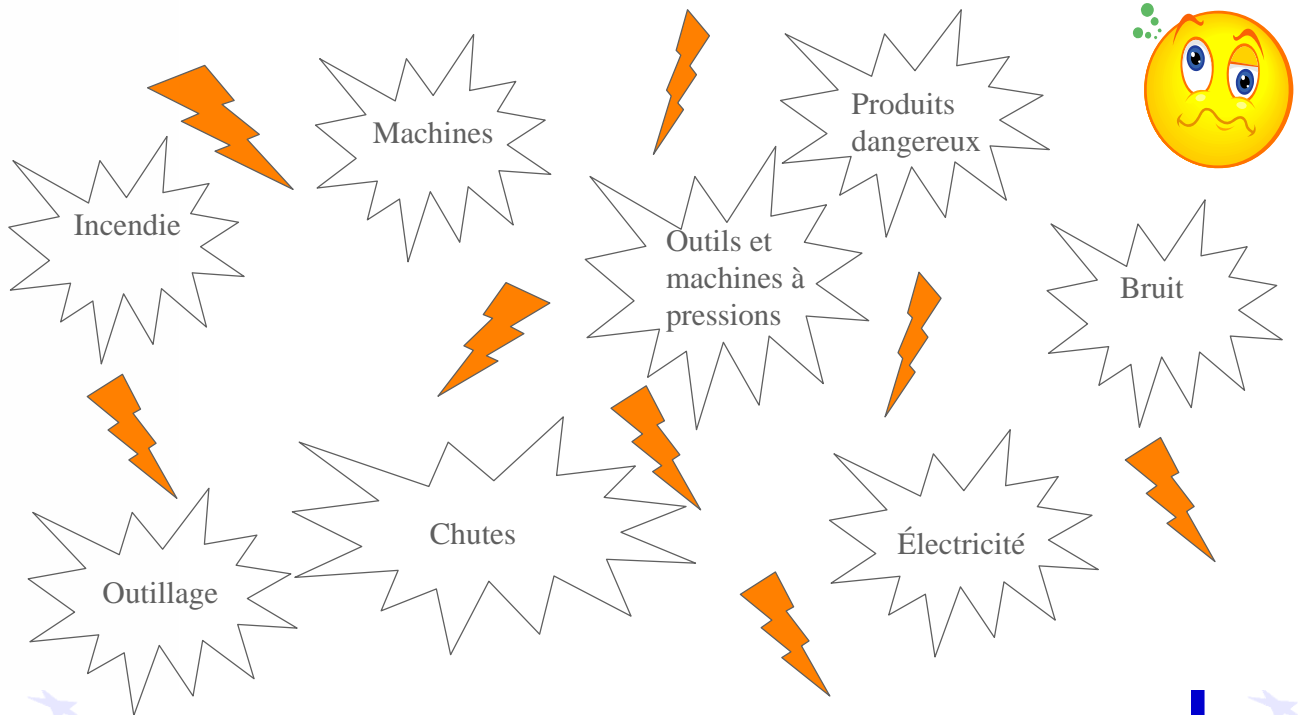 Machines
Produits
dangereux
Incendie
Outils et
machines à
pressions
Bruit
Chutes
Électricité
Outillage